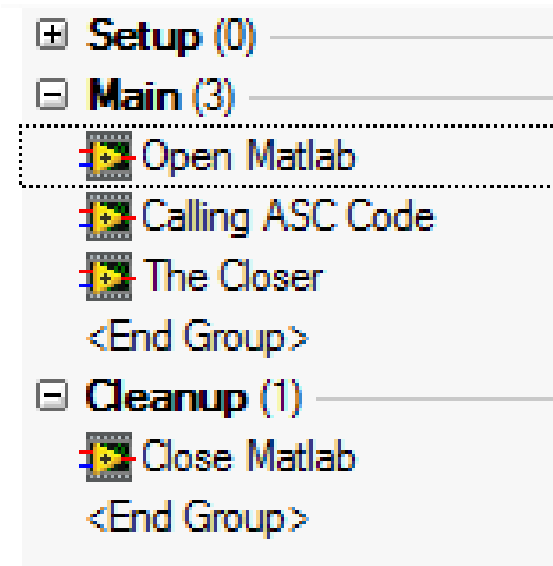 Setup (0)
Main (3)
Open Matlab
Calling ASC Code
The Closer
<End Group>
Cleanup (1)
Close Matlab
<End Group>